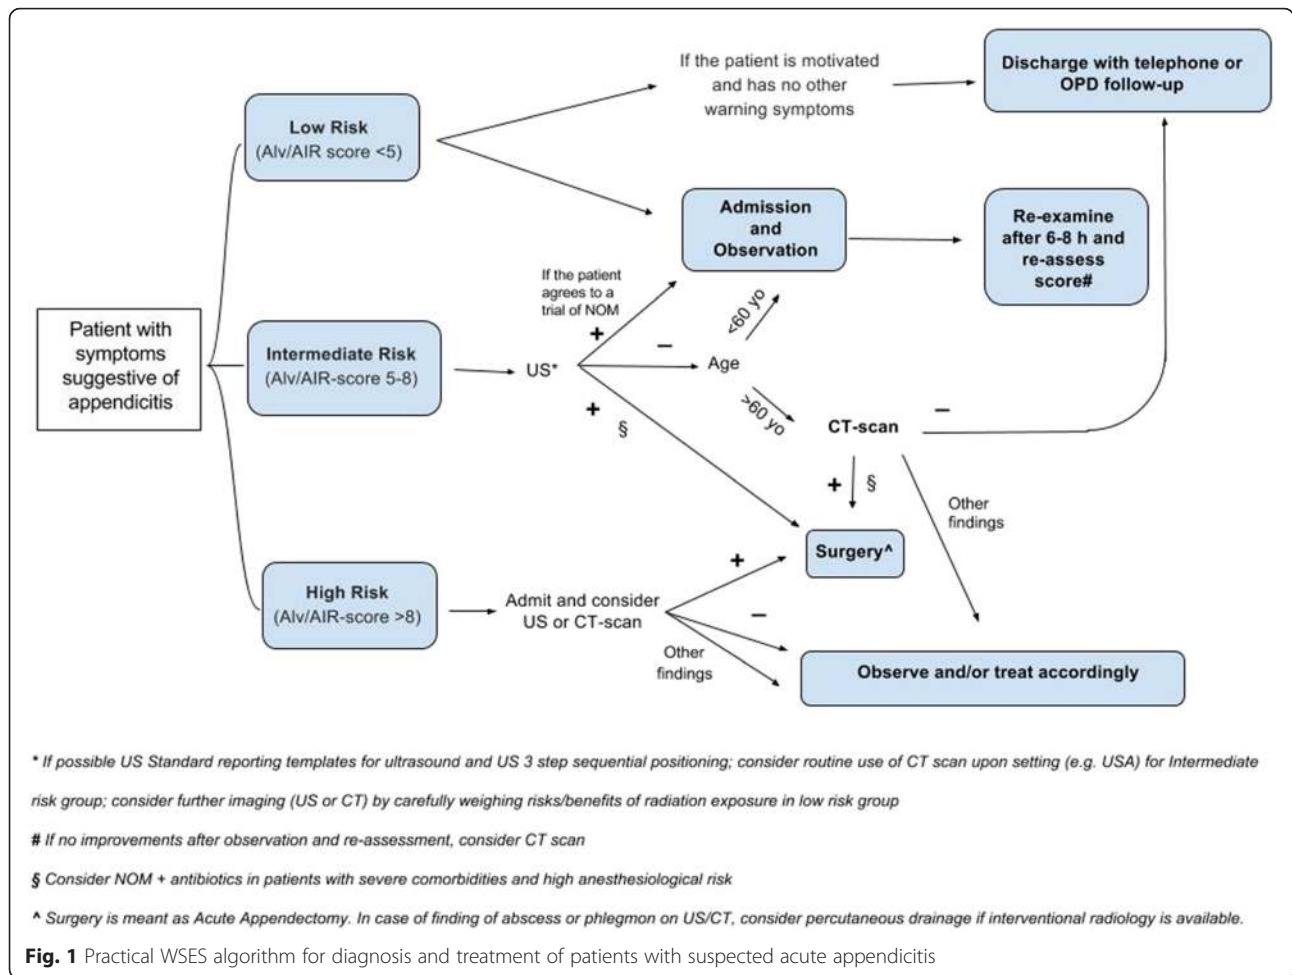 If the patient is motivated
and has no other
warning symptoms
Discharge with telephone or
OPD follow-up
Low Risk
(Alv/AIR score <5)
Admission
and
Observation
Re-examine
after 6-8 h and
re-assess
score#
If the patient
agrees to a
trial of NOM
+
<60 yo
Patient with
symptoms
suggestive of
appendicitis
Intermediate Risk
(Alv/AIR-score 5-8)
US*
–
Age
+
§
>60 yo
CT-scan
–
+
§
Other
findings
Surgery^
High Risk
(Alv/AIR-score >8)
Admit and consider
US or CT-scan
+
–
Other
findings
Observe and/or treat accordingly
* If possible US Standard reporting templates for ultrasound and US 3 step sequential positioning; consider routine use of CT scan upon setting (e.g. USA) for Intermediate
risk group; consider further imaging (US or CT) by carefully weighing risks/benefits of radiation exposure in low risk group
# If no improvements after observation and re-assessment, consider CT scan
§ Consider NOM + antibiotics in patients with severe comorbidities and high anesthesiological risk
^ Surgery is meant as Acute Appendectomy. In case of finding of abscess or phlegmon on US/CT, consider percutaneous drainage if interventional radiology is available.
Fig. 1 Practical WSES algorithm for diagnosis and treatment of patients with suspected acute appendicitis